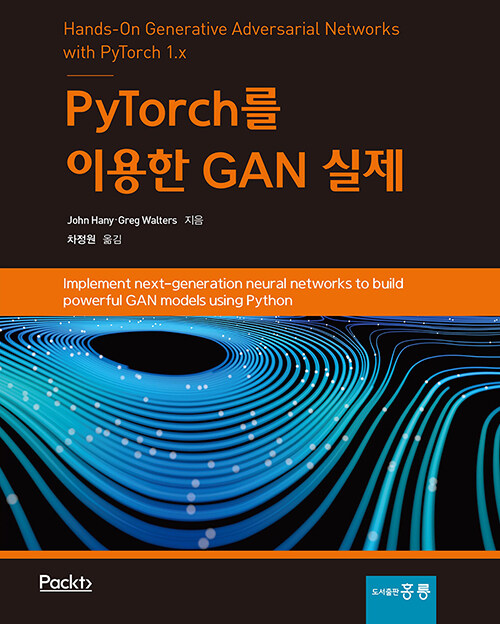 Hands-On Generative Adversarial Networks
with PyTorch 1.x
PyTorch를
이용한 GAN 실제
John Hany·Greg Walters 지음
차정원 옮김
Implement next-generation neural networks to build
powerful GAN models using Python
Packt>
도서출판 홍릉